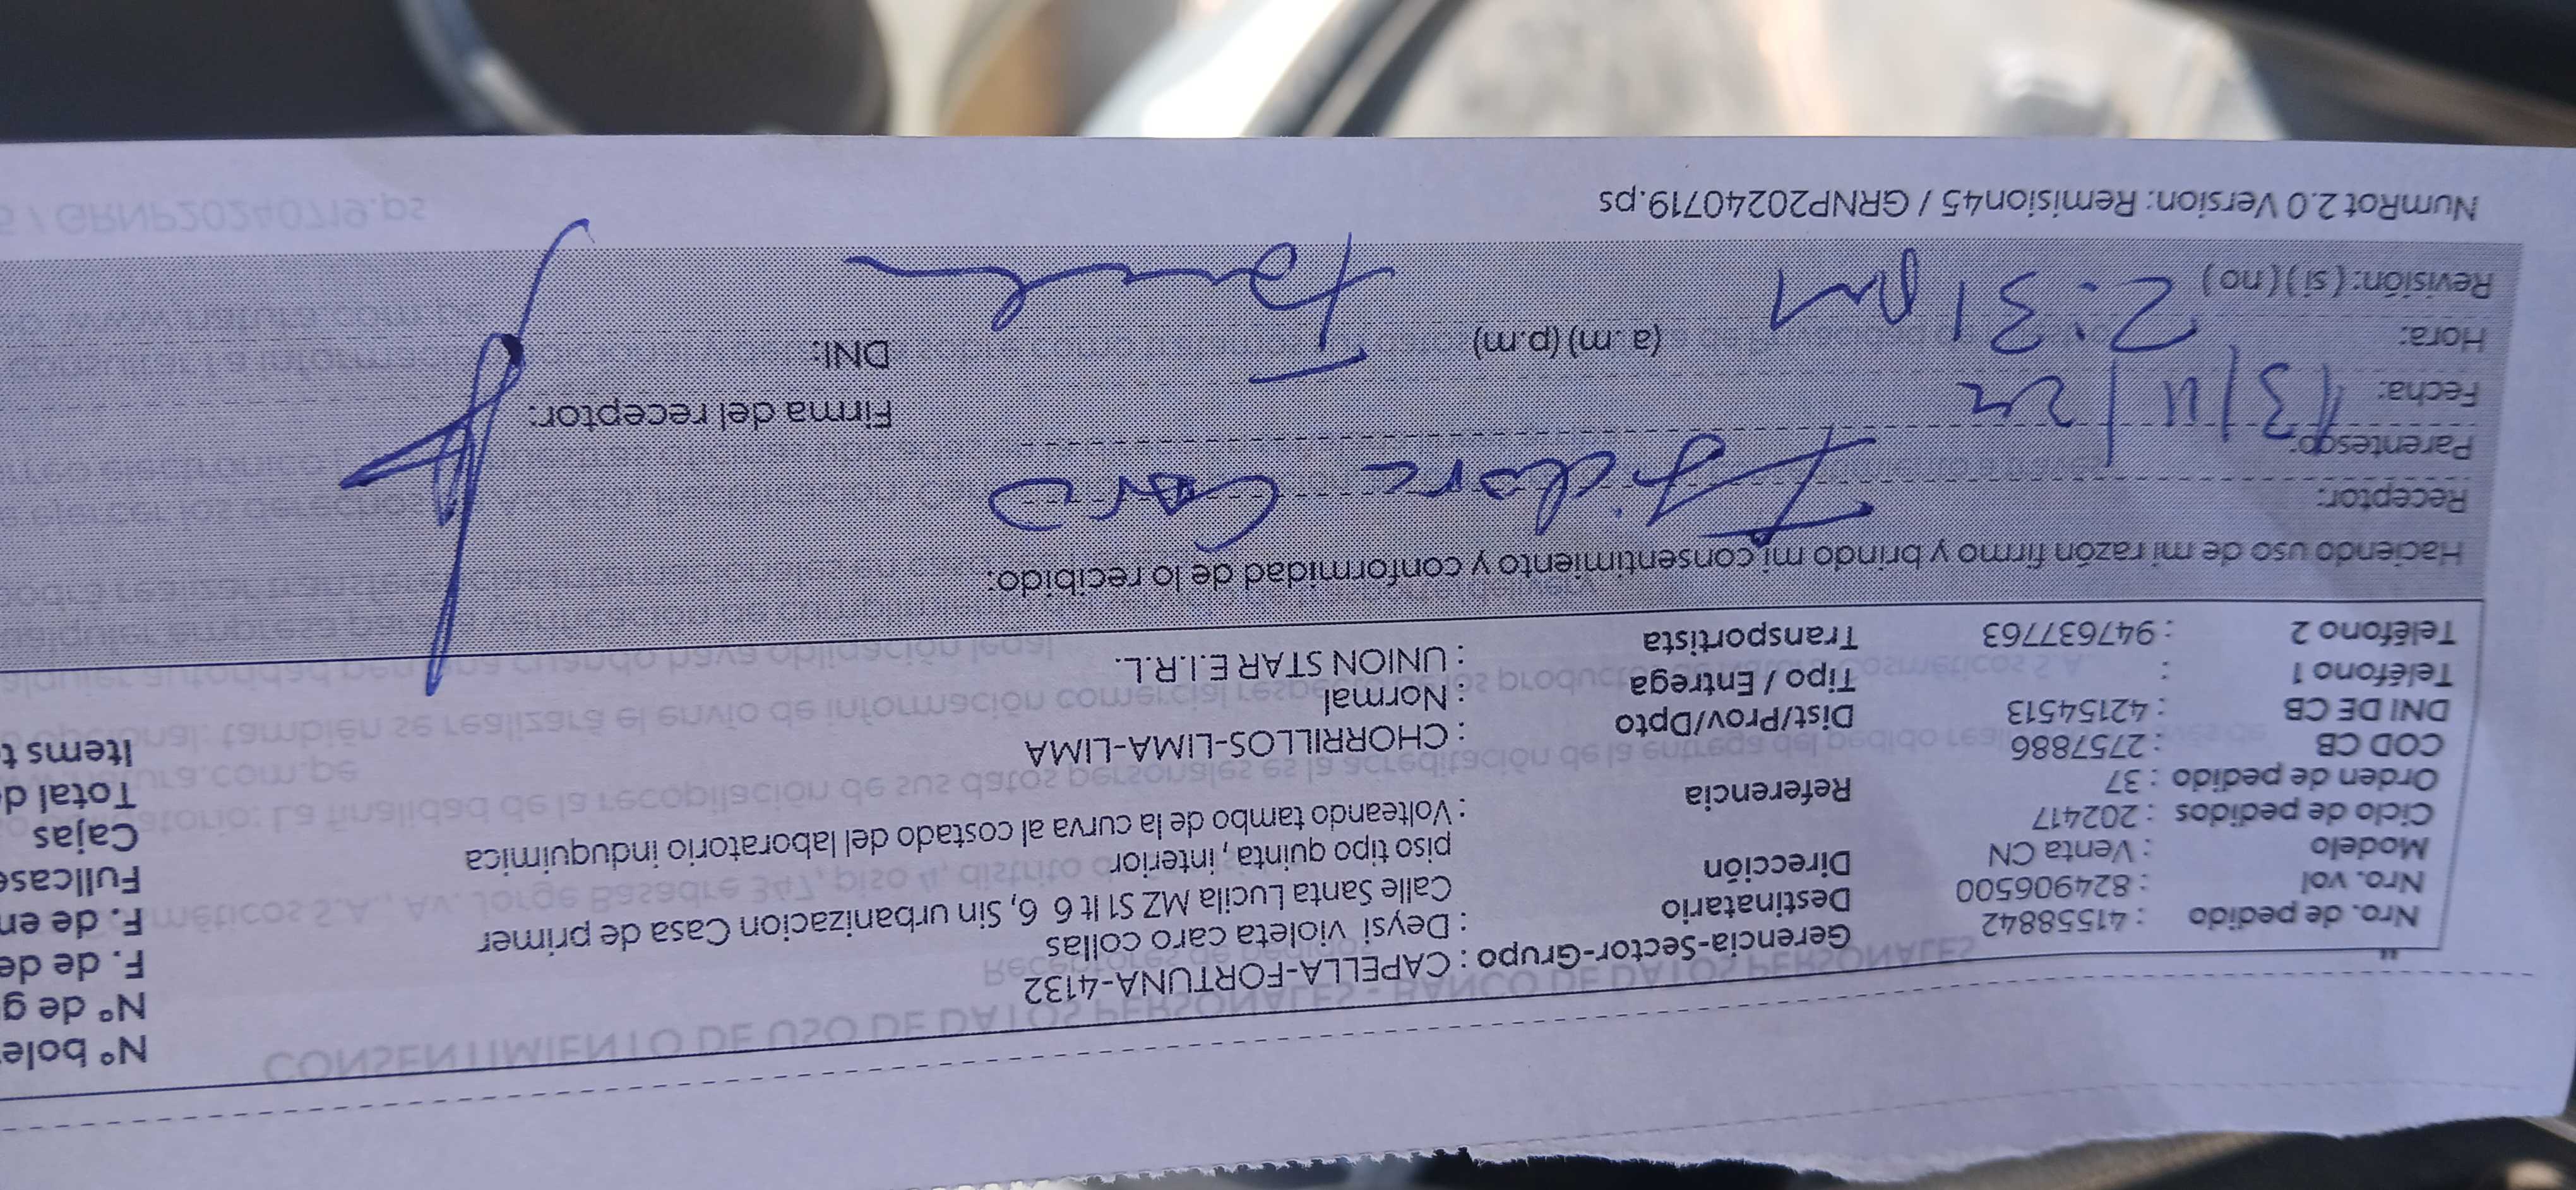 Nro. de pedido : 41558842
Nro. vol : 824906500
Modelo : Venta CN
Ciclo de pedidos : 202417
Orden de pedido : 37
COD CB : 2757886
DNI DE CB : 42154513
Teléfono 1 :
Teléfono 2 : 947637763
Gerencia-Sector-Grupo : CAPELLA-FORTUNA-4132
Destinatario : Deysi violeta caro collas
Dirección Calle Santa Lucila MZ S1 lt 6 6, Sin urbanizacion Casa de primer
piso tipo quinta, interior
Referencia : Volteando tambo de la curva al costado del laboratorio induquimica
Dist/Prov/Dpto : CHORRILLOS-LIMA-LIMA
Tipo / Entrega : Normal
Transportista : UNION STAR E.I.R.L.
Nº bole
Nº de g
F. de de
F. de en
Fullcase
Cajas
Total d
Items t
Haciendo uso de mi razón firmo y brindo mi consentimiento y conformidad de lo recibido:
Receptor: Isidora Caro
Parentesco:
Fecha:
Hora: 2:31 pm (a.m) (p.m)
Revisión: (si) (no)
Firma del receptor:
DNI:
NumRot 2.0 Version: Remision45 / GRNP20240719.ps